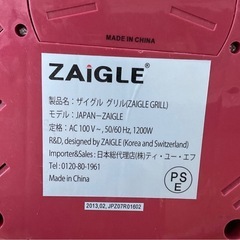 MADE IN CHINA
ZAiGLE
製品名：ザイグル グリル(ZAIGLE GRILL)
モデル：JAPAN－ZAIGLE
定格：AC 100 V～, 50/60 Hz, 1200W
R&D, designed by ZAIGLE (Korea and Switzerland)
Importer&Sales : 日本総代理店(株)ティ・ユー・エフ
Tel : 0120-80-1961
Made in China
PS
E
2013,02, JPZ07R01602